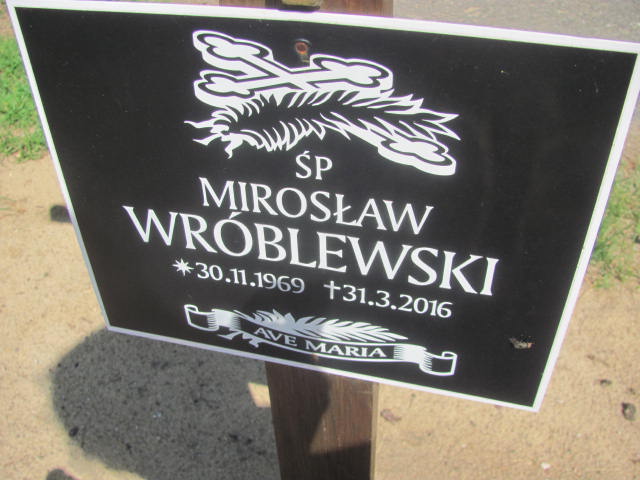 ŚP
MIROSŁAW
WRÓBLEWSKI
*30.11.1969 †31.3.2016
AVE MARIA